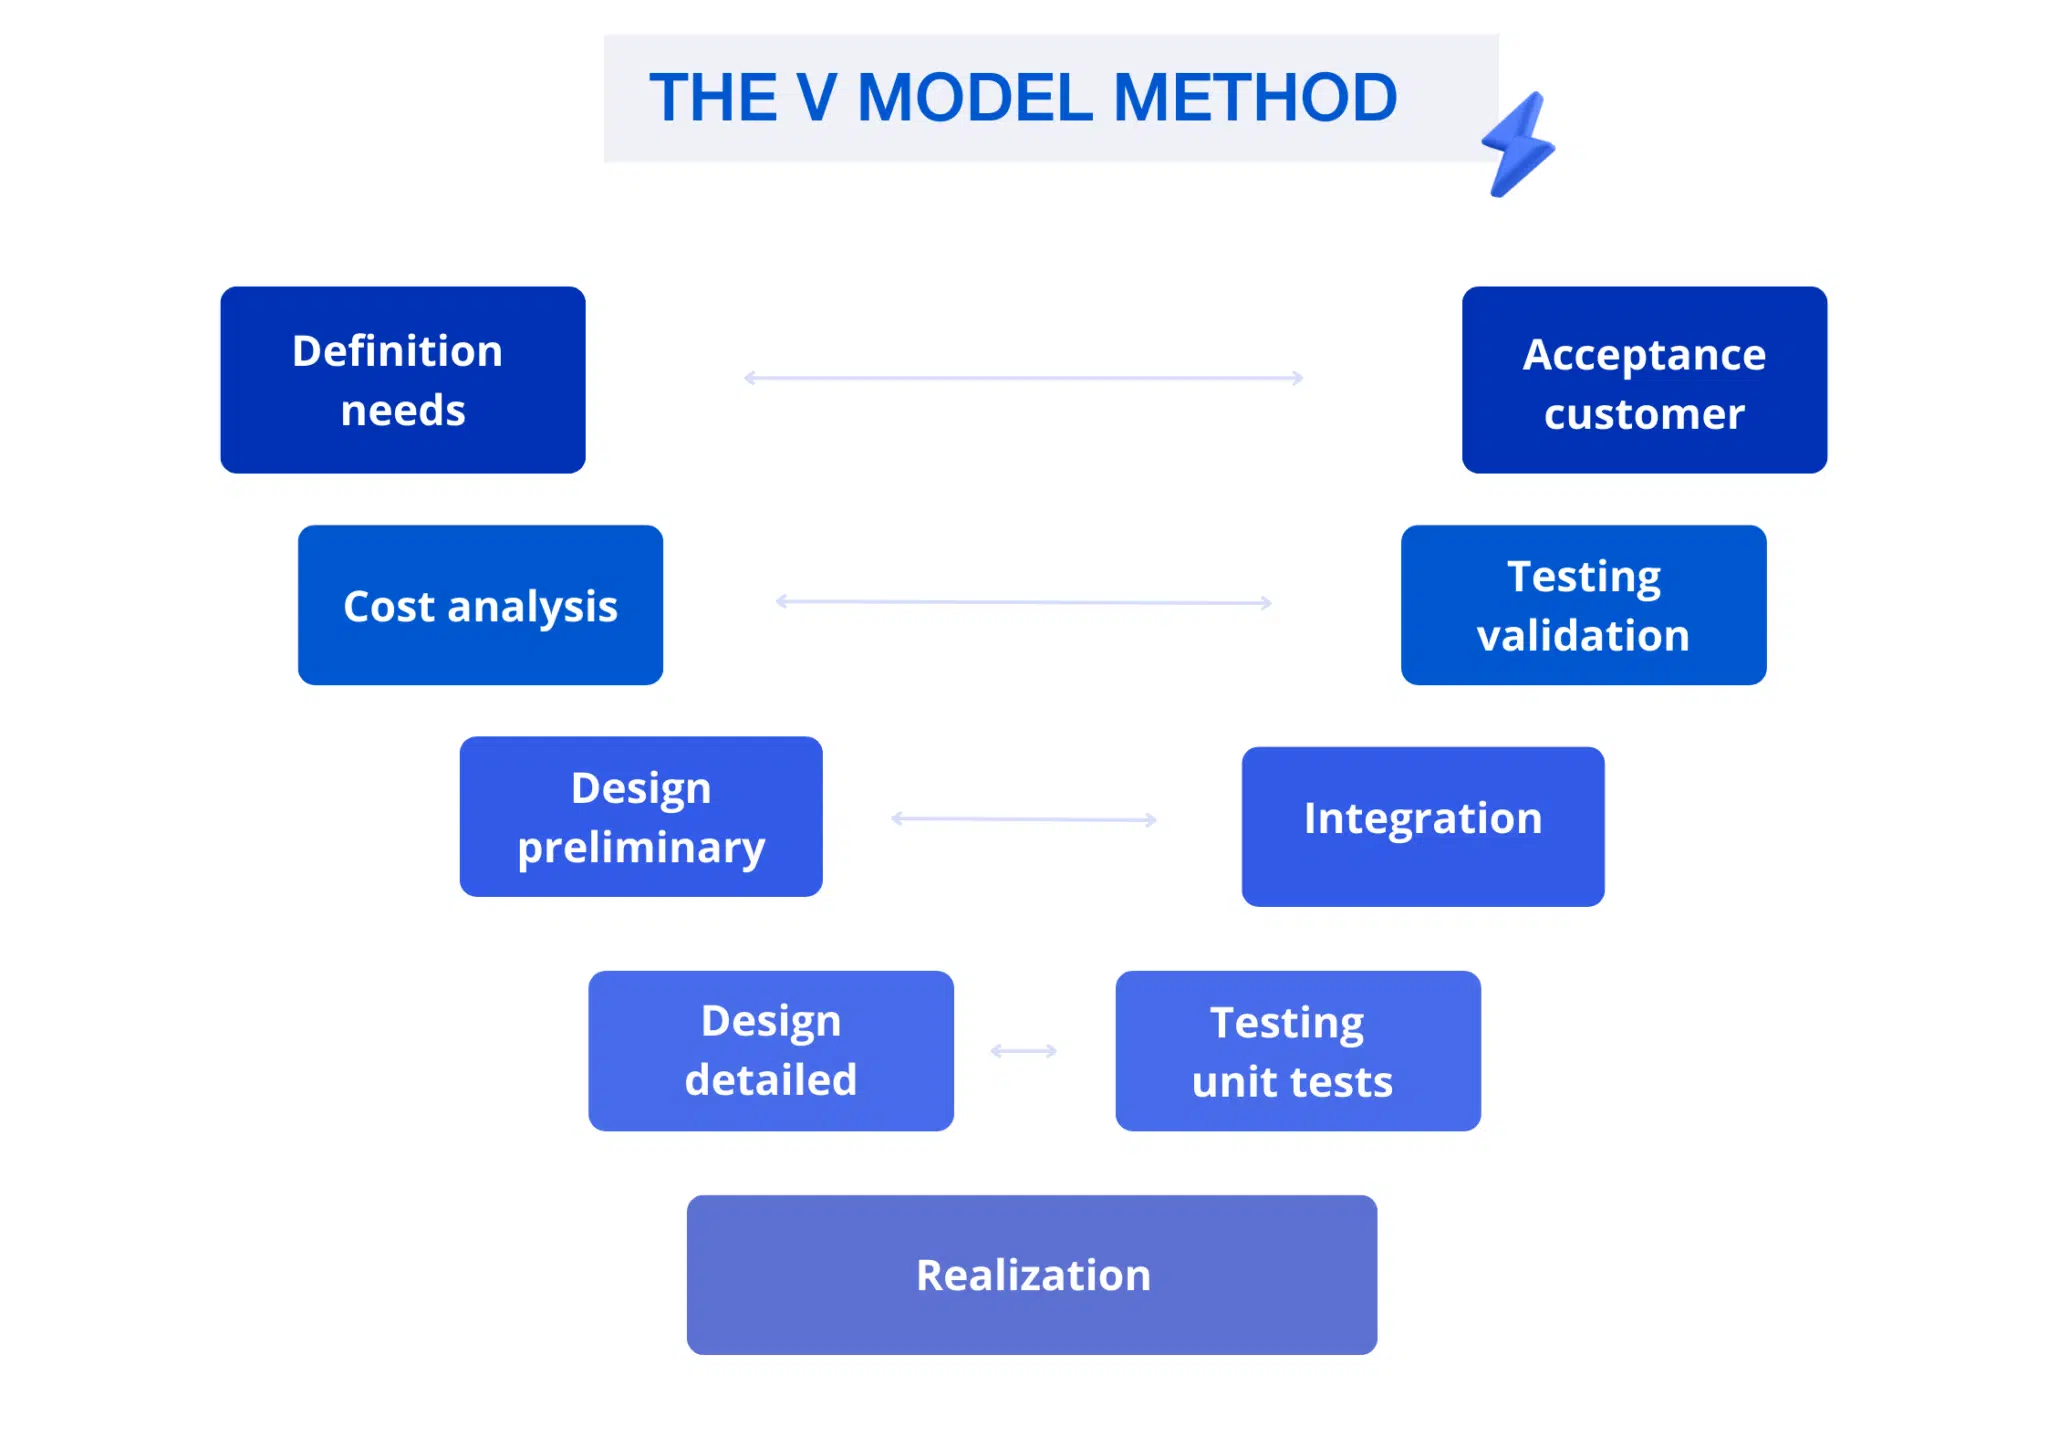 THE V MODEL METHOD
Definition
needs
Acceptance
customer
Cost analysis
Testing
validation
Design
preliminary
Integration
Design
detailed
Testing
unit tests
Realization